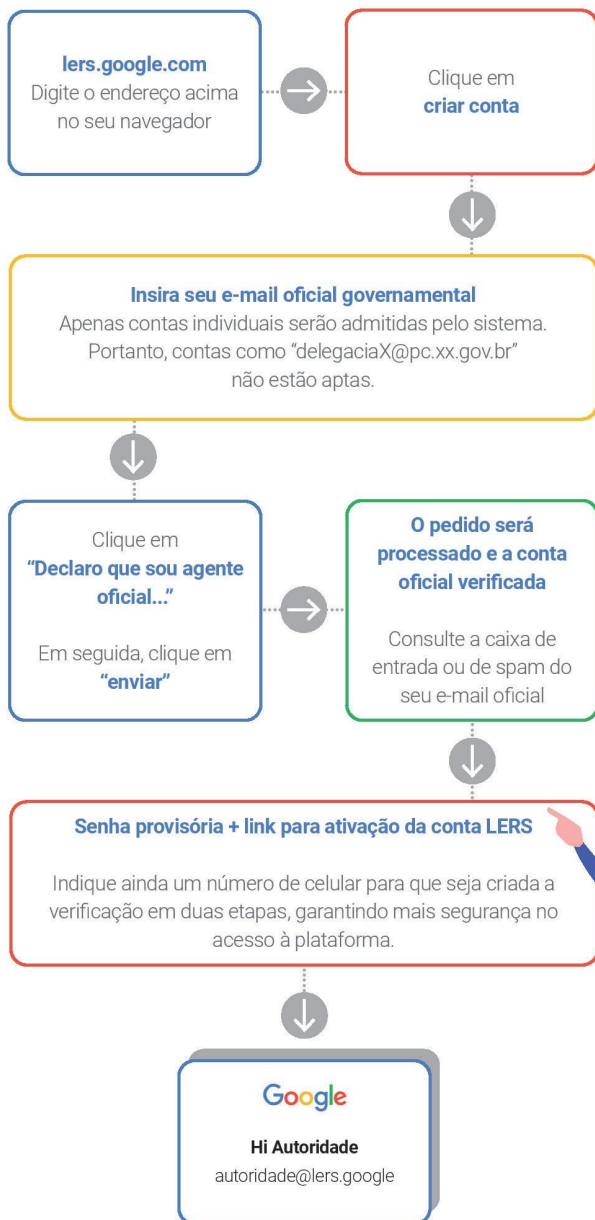 lers.google.com
Digite o endereço acima
no seu navegador
Clique em
criar conta
Insira seu e-mail oficial governamental
Apenas contas individuais serão admitidas pelo sistema.
Portanto, contas como “delegaciaX@pc.xx.gov.br”
não estão aptas.
Clique em
“Declaro que sou agente
oficial...”
Em seguida, clique em
“enviar”
O pedido será
processado e a conta
oficial verificada
Consulte a caixa de
entrada ou de spam do
seu e-mail oficial
Senha provisória + link para ativação da conta LERS
Indique ainda um número de celular para que seja criada a
verificação em duas etapas, garantindo mais segurança no
acesso à plataforma.
Google
Hi Autoridade
autoridade@lers.google